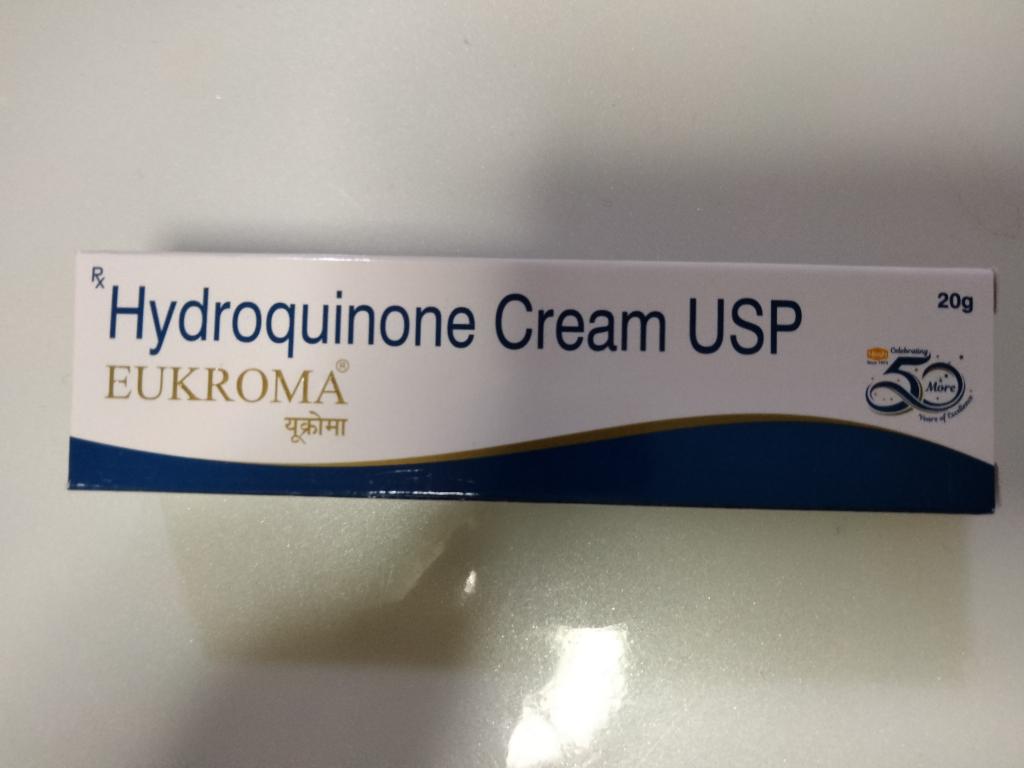 Rx
Hydroquinone Cream USP
20g
EUKROMA®
यूक्रोमा
Celebrating
50
& More
Years of Excellence